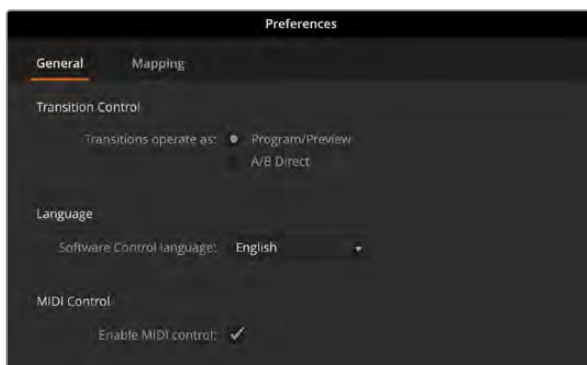 Preferences
General Mapping
Transition Control
Transitions operate as: Program/Preview
A/B Direct
Language
Software Control language: English
MIDI Control
Enable MIDI control: